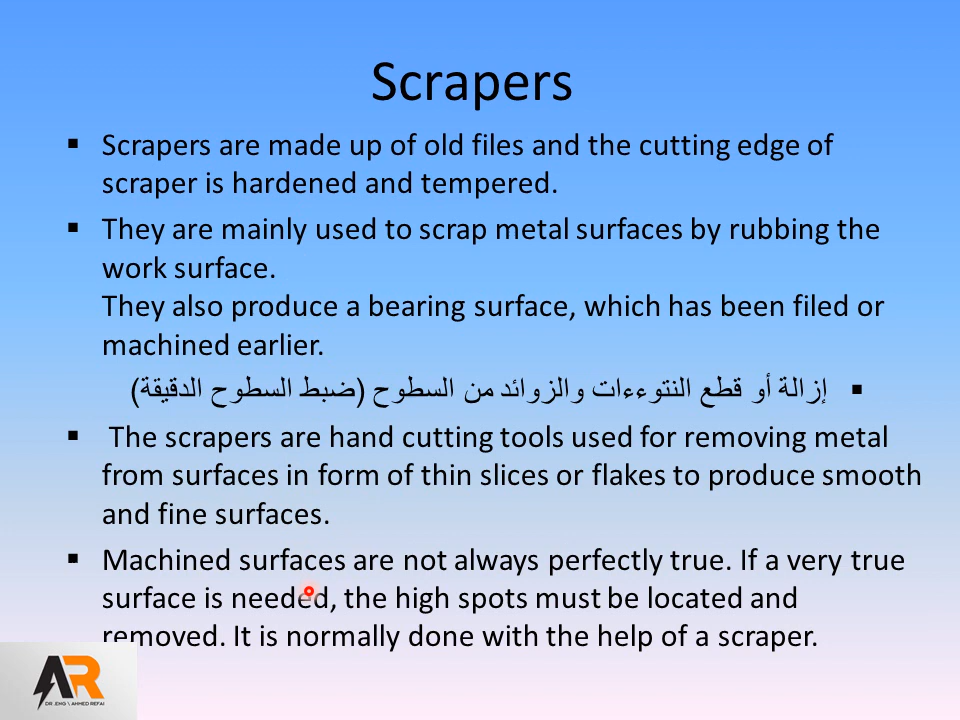 Scrapers
▪ Scrapers are made up of old files and the cutting edge of
scraper is hardened and tempered.
▪ They are mainly used to scrap metal surfaces by rubbing the
work surface.
They also produce a bearing surface, which has been filed or
machined earlier.
▪ إزالة أو قطع النتوءءات والزوائد من السطوح (ضبط السطوح الدقيقة)
▪ The scrapers are hand cutting tools used for removing metal
from surfaces in form of thin slices or flakes to produce smooth
and fine surfaces.
▪ Machined surfaces are not always perfectly true. If a very true
surface is needed, the high spots must be located and
removed. It is normally done with the help of a scraper.
AR
DR .ENG \ AHMED REFAI